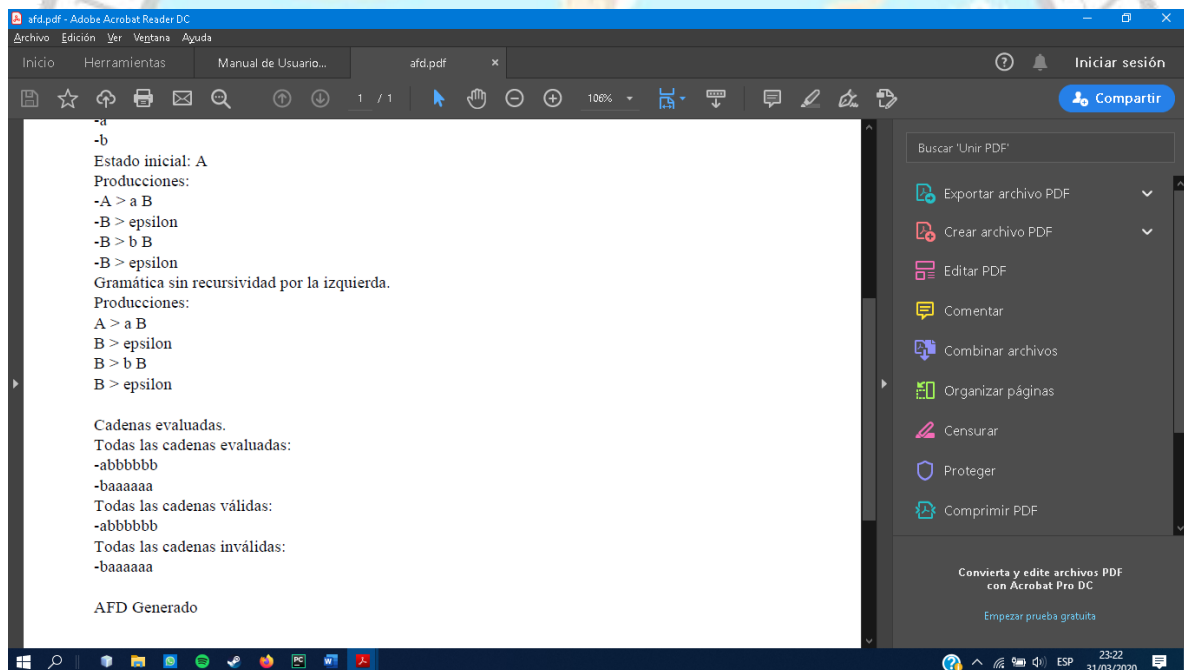 afd.pdf - Adobe Acrobat Reader DC
Archivo Edición Ver Ventana Ayuda
Inicio Herramientas Manual de Usuario... afd.pdf × Iniciar sesión
1 / 1 106% Compartir
-a
-b
Estado inicial: A
Producciones:
-A > a B
-B > epsilon
-B > b B
-B > epsilon
Gramática sin recursividad por la izquierda.
Producciones:
A > a B
B > epsilon
B > b B
B > epsilon
Cadenas evaluadas.
Todas las cadenas evaluadas:
-abbbbbb
-baaaaaa
Todas las cadenas válidas:
-abbbbbb
Todas las cadenas inválidas:
-baaaaaa
AFD Generado
Buscar 'Unir PDF'
Exportar archivo PDF
Crear archivo PDF
Editar PDF
Comentar
Combinar archivos
Organizar páginas
Censurar
Proteger
Comprimir PDF
Convierta y edite archivos PDF
con Acrobat Pro DC
Empezar prueba gratuita
ESP 23:22
31/03/2020